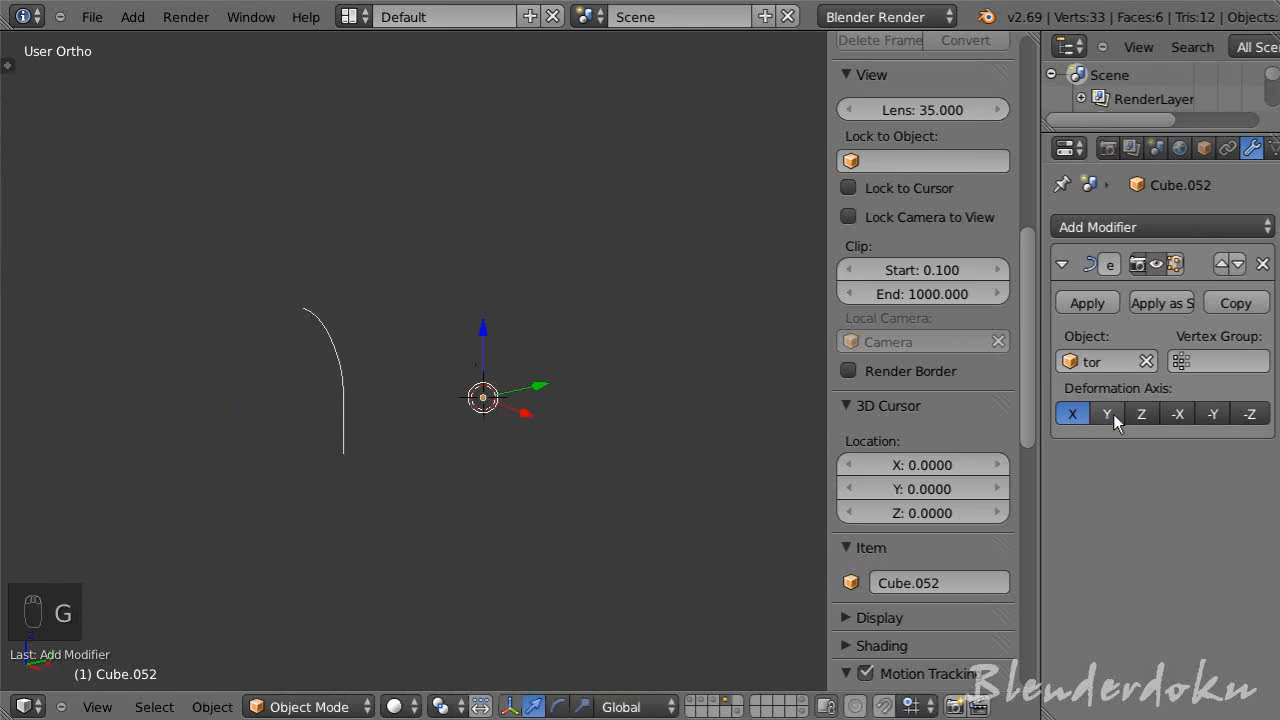 File Add Render Window Help Default Scene Blender Render v2.69 | Verts:33 | Faces:6 | Tris:12 | Objects:
User Ortho
Delete Frame Convert
View
Lens: 35.000
Lock to Object:
Lock to Cursor
Lock Camera to View
Clip:
Start: 0.100
End: 1000.000
Local Camera:
Camera
Render Border
3D Cursor
Location:
X: 0.0000
Y: 0.0000
Z: 0.0000
Item
Cube.052
Display
Shading
Motion Tracking
View Search All Sce
Scene
RenderLayer
Cube.052
Add Modifier
e
Apply Apply as S Copy
Object: Vertex Group:
tor
Deformation Axis:
X Y Z -X -Y -Z
G
Last: Add Modifier
(1) Cube.052
View Select Object Object Mode Global
Blenderdoku